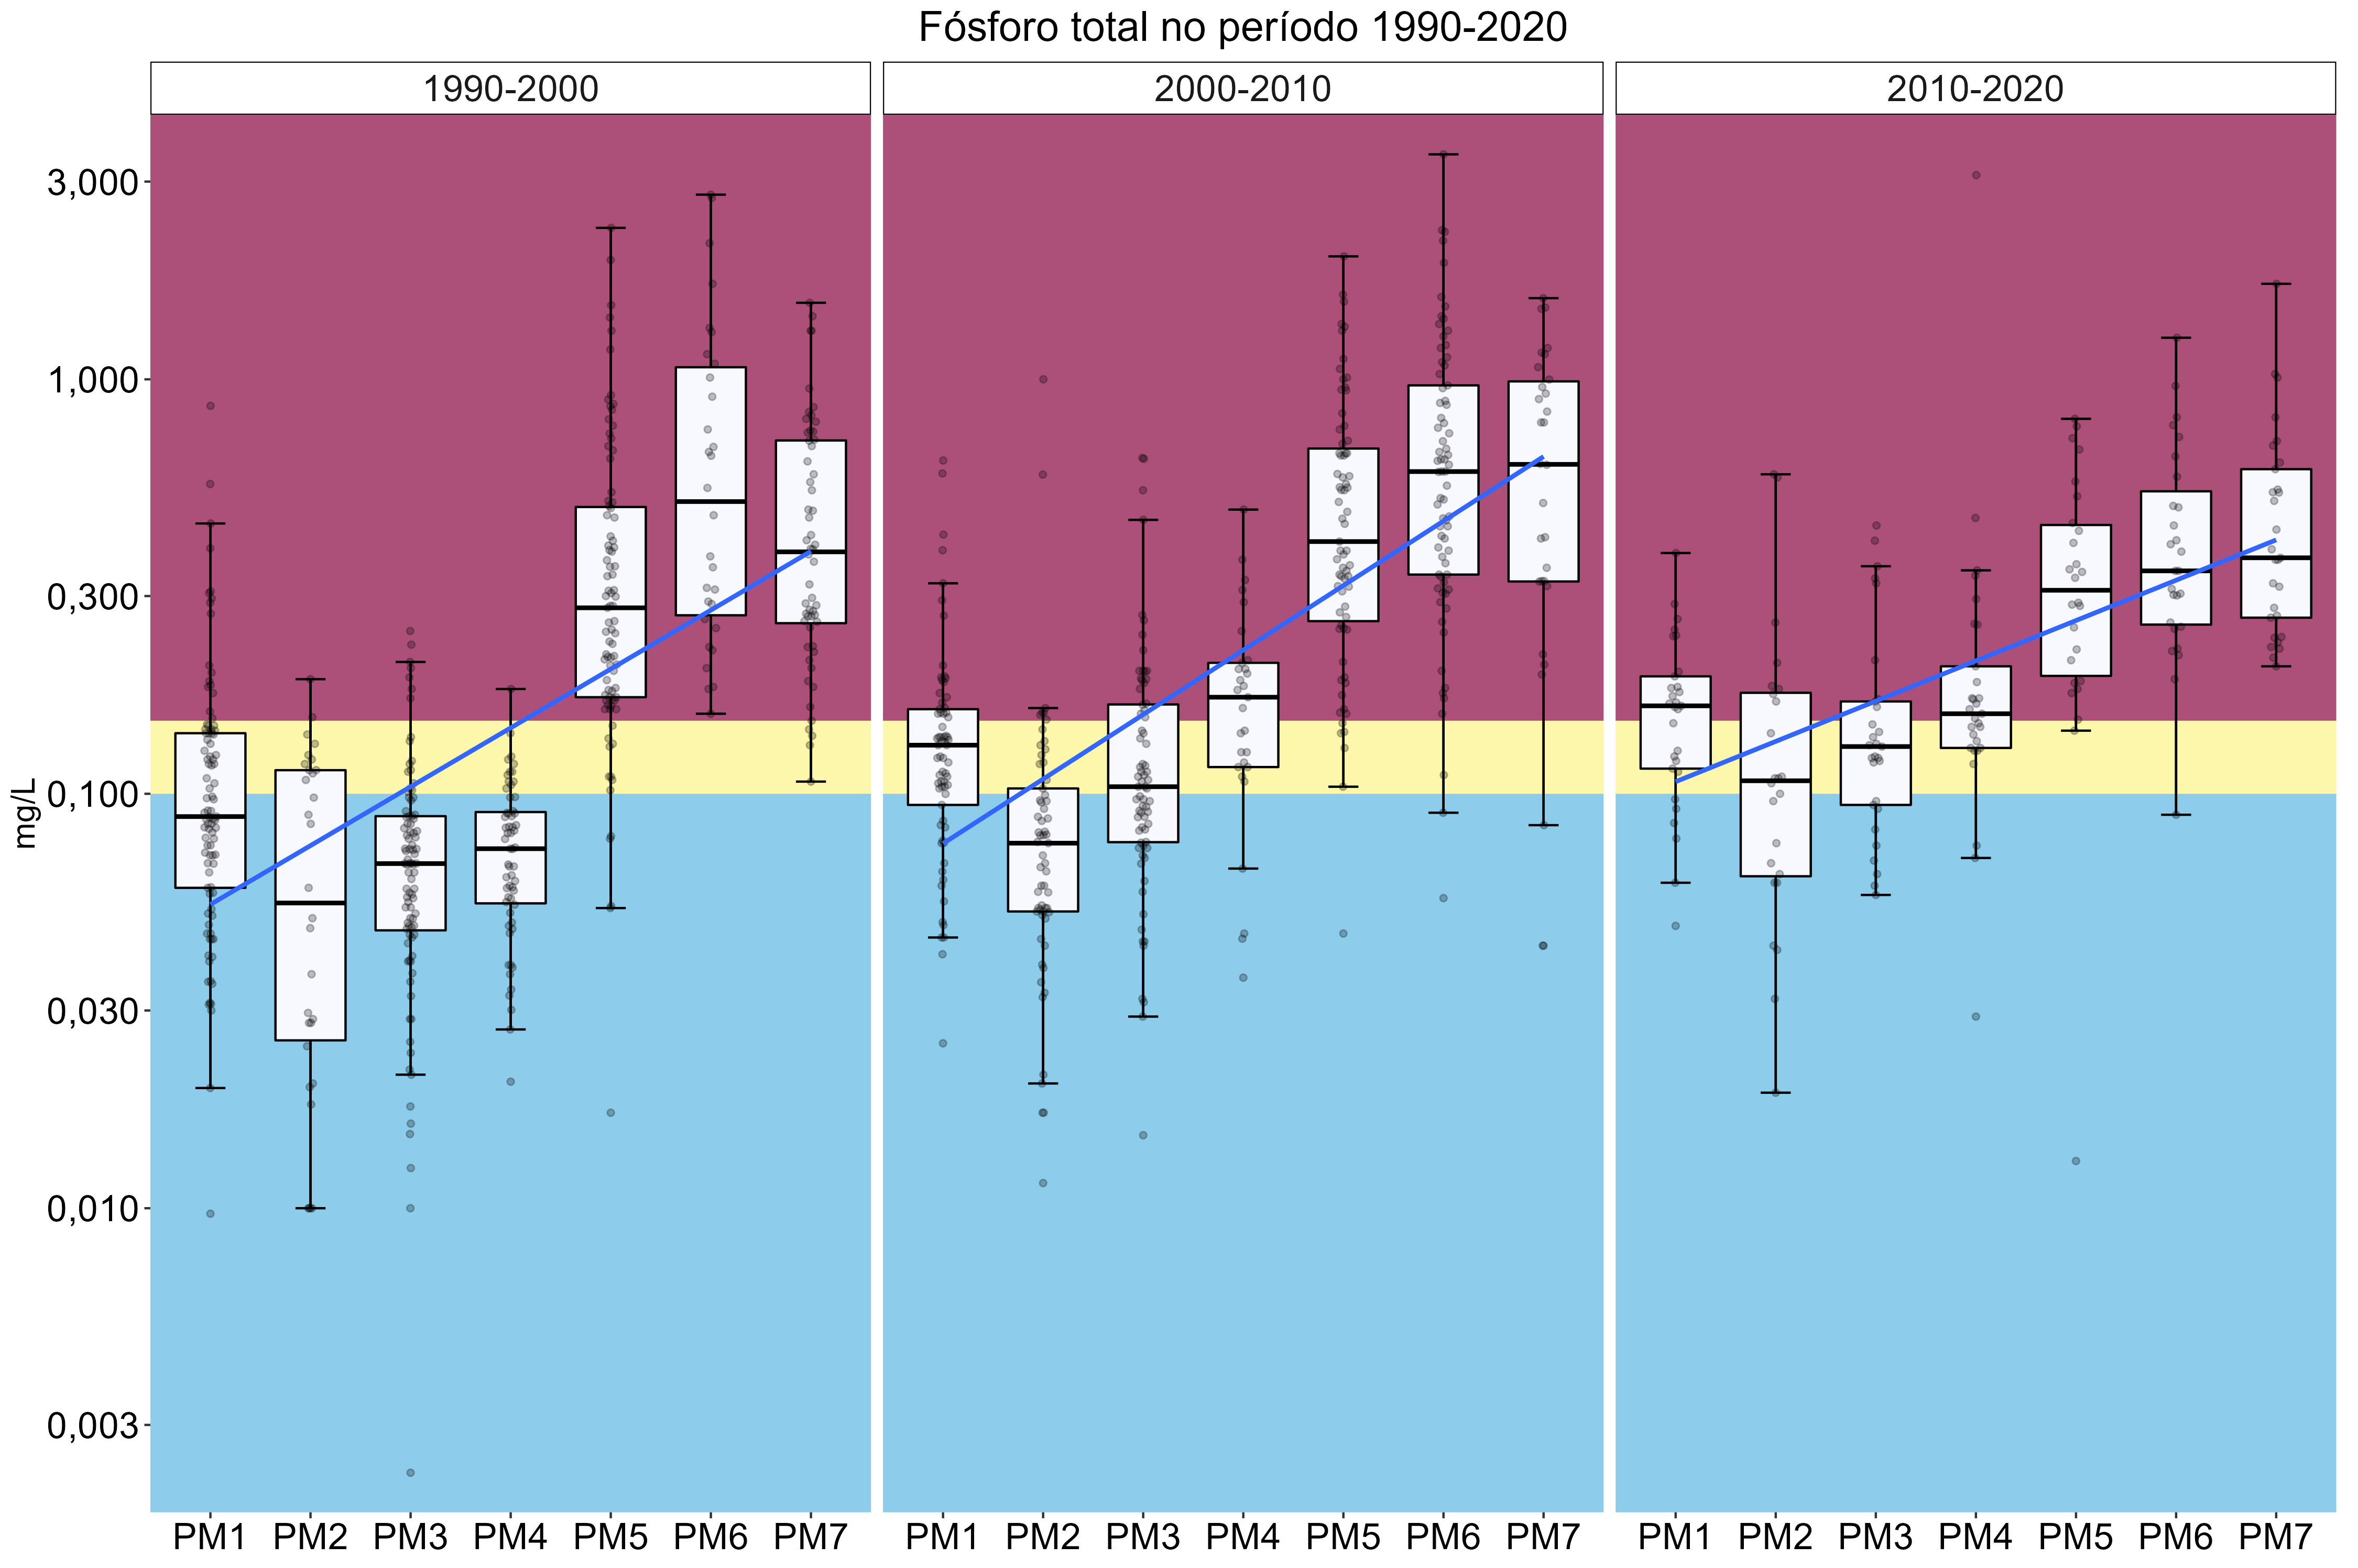 Fósforo total no período 1990-2020
1990-2000
2000-2010
2010-2020
mg/L
3,000
1,000
0,300
0,100
0,030
0,010
0,003
PM1 PM2 PM3 PM4 PM5 PM6 PM7
PM1 PM2 PM3 PM4 PM5 PM6 PM7
PM1 PM2 PM3 PM4 PM5 PM6 PM7